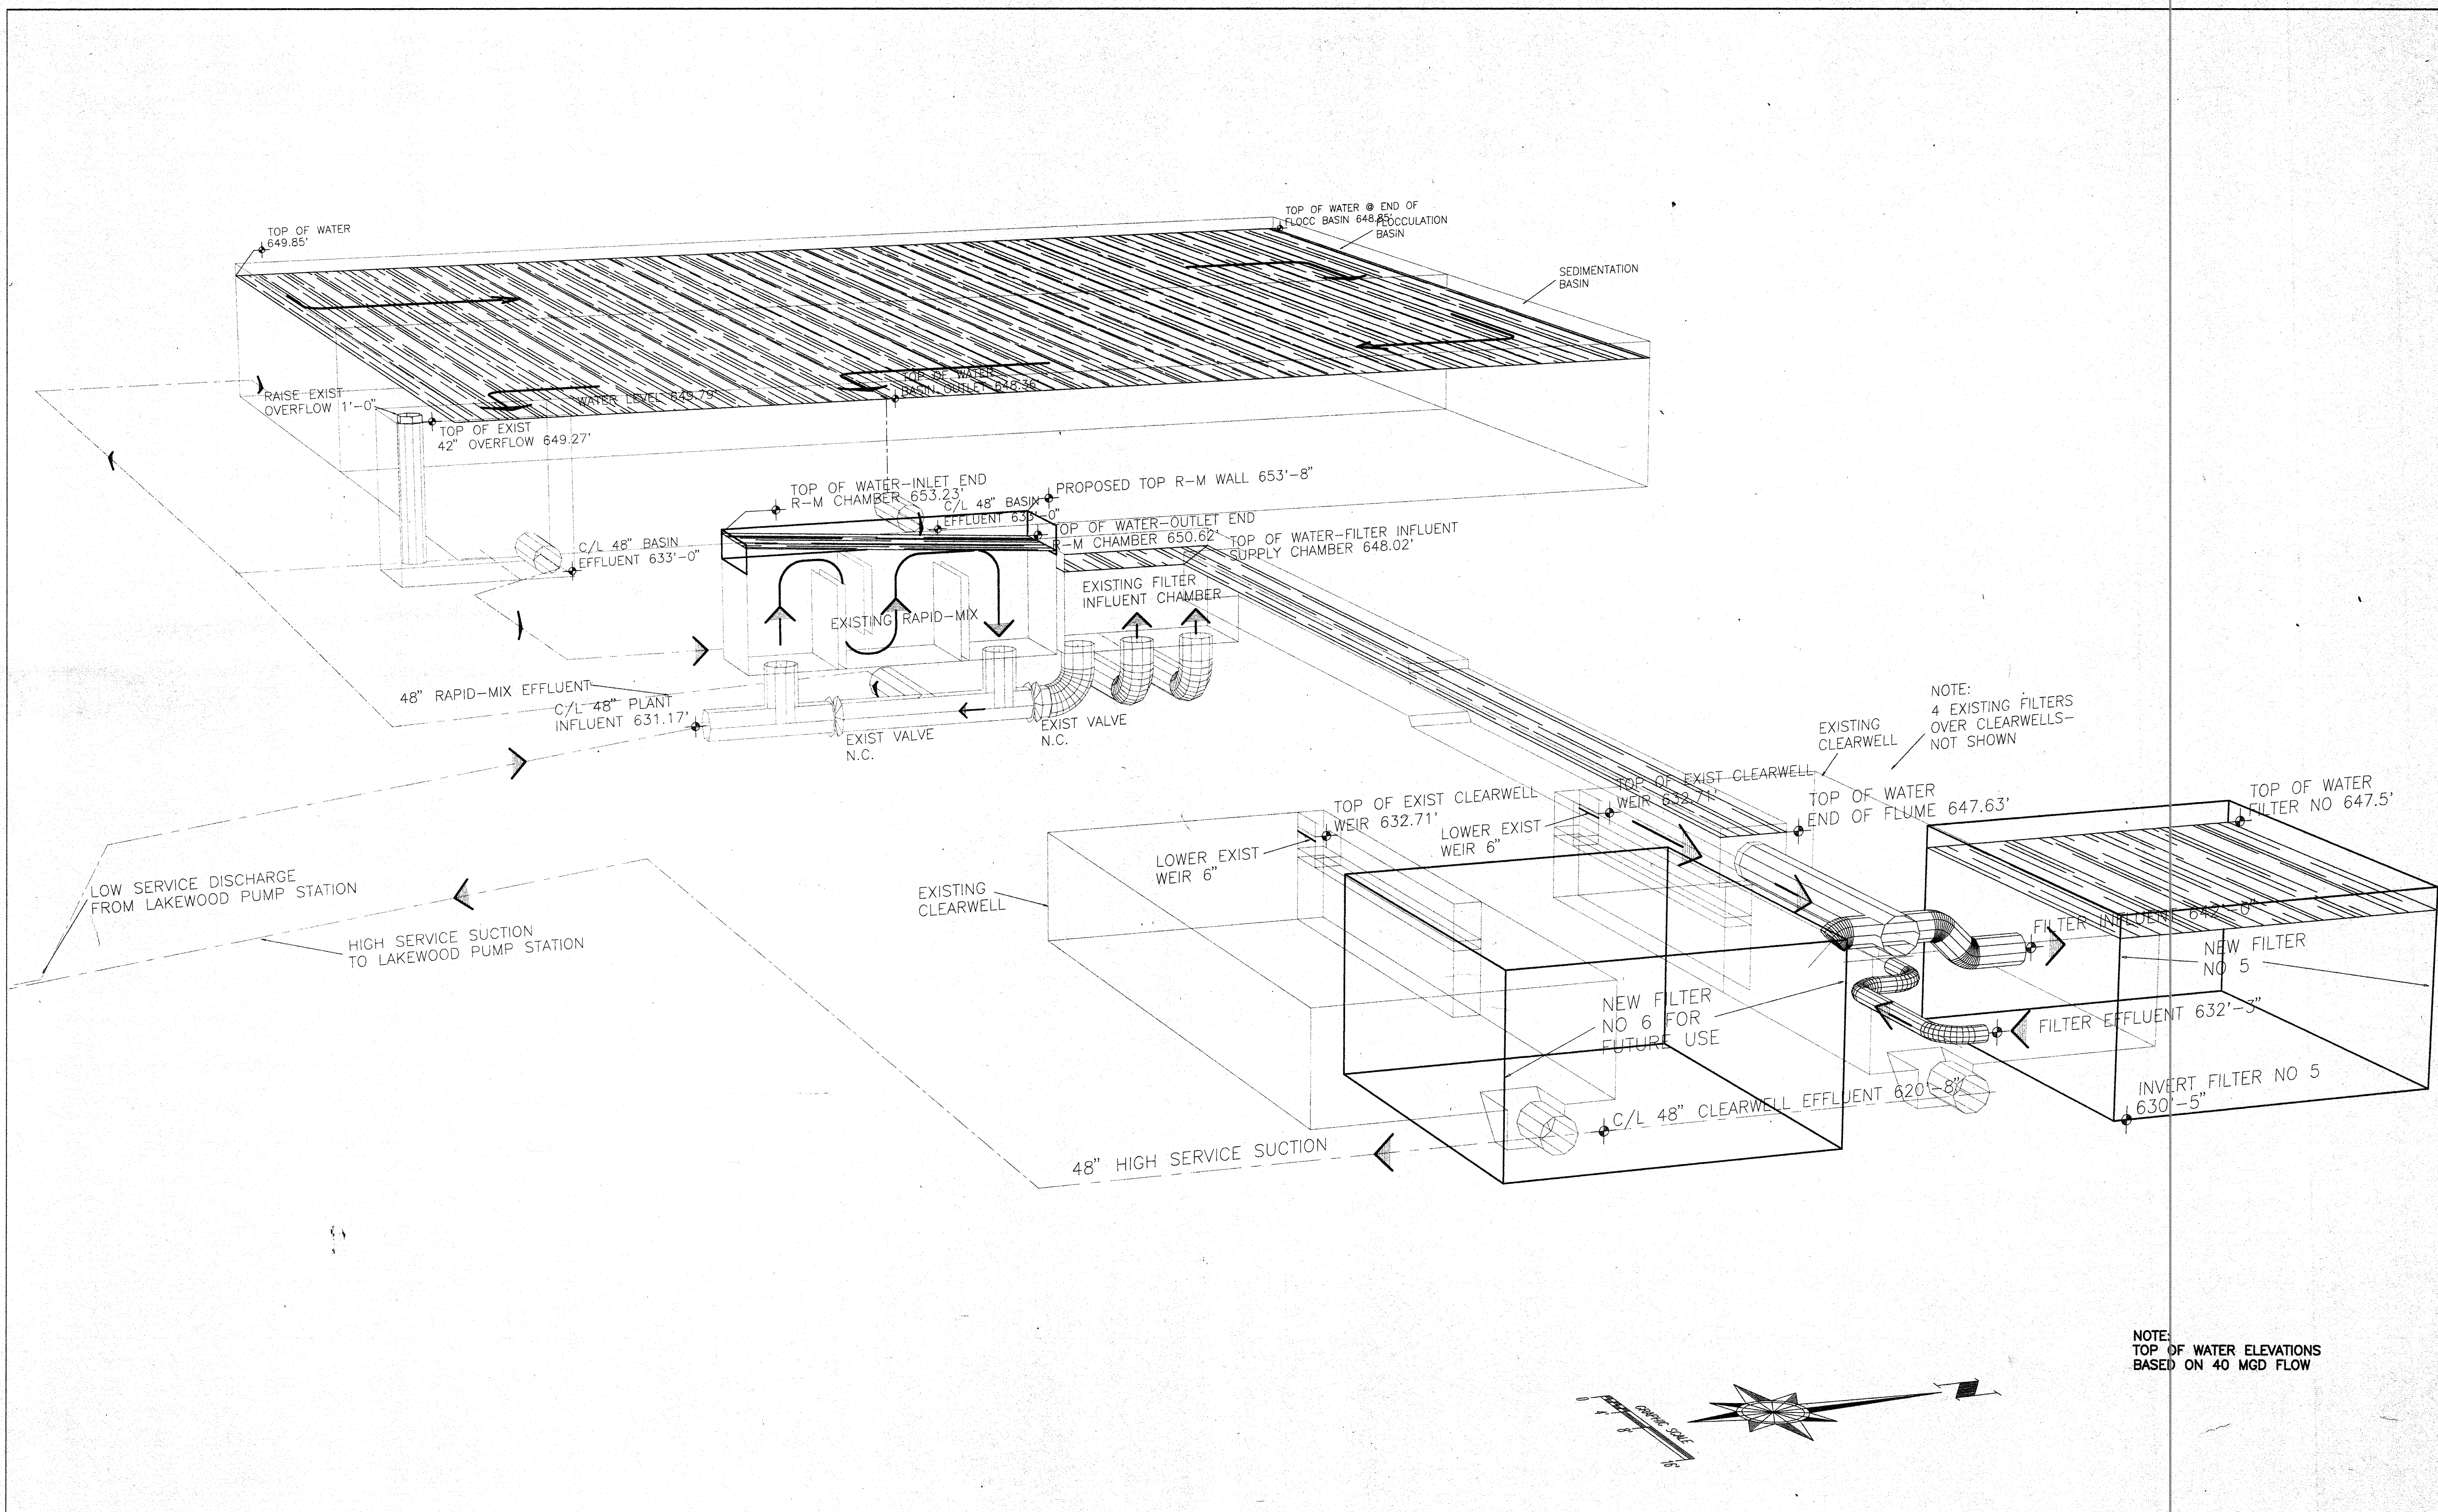 TOP OF WATER
649.85'
TOP OF WATER @ END OF
FLOCC BASIN 648.85'
FLOCCULATION
BASIN
SEDIMENTATION
BASIN
RAISE EXIST
OVERFLOW 1'-0"
TOP OF EXIST
42" OVERFLOW 649.27'
WATER LEVEL 649.79'
TOP OF WATER
BASIN OUTLET 648.36'
C/L 48" BASIN
EFFLUENT 633'-0"
TOP OF WATER-INLET END
R-M CHAMBER 653.23'
C/L 48" BASIN
EFFLUENT 633'-0"
PROPOSED TOP R-M WALL 653'-8"
TOP OF WATER-OUTLET END
R-M CHAMBER 650.62'
TOP OF WATER-FILTER INFLUENT
SUPPLY CHAMBER 648.02'
EXISTING FILTER
INFLUENT CHAMBER
EXISTING RAPID-MIX
48" RAPID-MIX EFFLUENT
C/L 48" PLANT
INFLUENT 631.17'
EXIST VALVE
N.C.
EXIST VALVE
N.C.
NOTE:
4 EXISTING FILTERS
OVER CLEARWELLS-
NOT SHOWN
EXISTING
CLEARWELL
TOP OF EXIST CLEARWELL
WEIR 632.71'
TOP OF EXIST CLEARWELL
WEIR 632.71'
LOWER EXIST
WEIR 6"
LOWER EXIST
WEIR 6"
TOP OF WATER
END OF FLUME 647.63'
TOP OF WATER
FILTER NO 647.5'
EXISTING
CLEARWELL
LOW SERVICE DISCHARGE
FROM LAKEWOOD PUMP STATION
HIGH SERVICE SUCTION
TO LAKEWOOD PUMP STATION
FILTER INFLUENT 642'-0"
NEW FILTER
NO 5
NEW FILTER
NO 6 FOR
FUTURE USE
FILTER EFFLUENT 632'-3"
INVERT FILTER NO 5
630'-5"
C/L 48" CLEARWELL EFFLUENT 620'-8"
48" HIGH SERVICE SUCTION
NOTE:
TOP OF WATER ELEVATIONS
BASED ON 40 MGD FLOW
GRAPHIC SCALE
0
4'
8'
16'